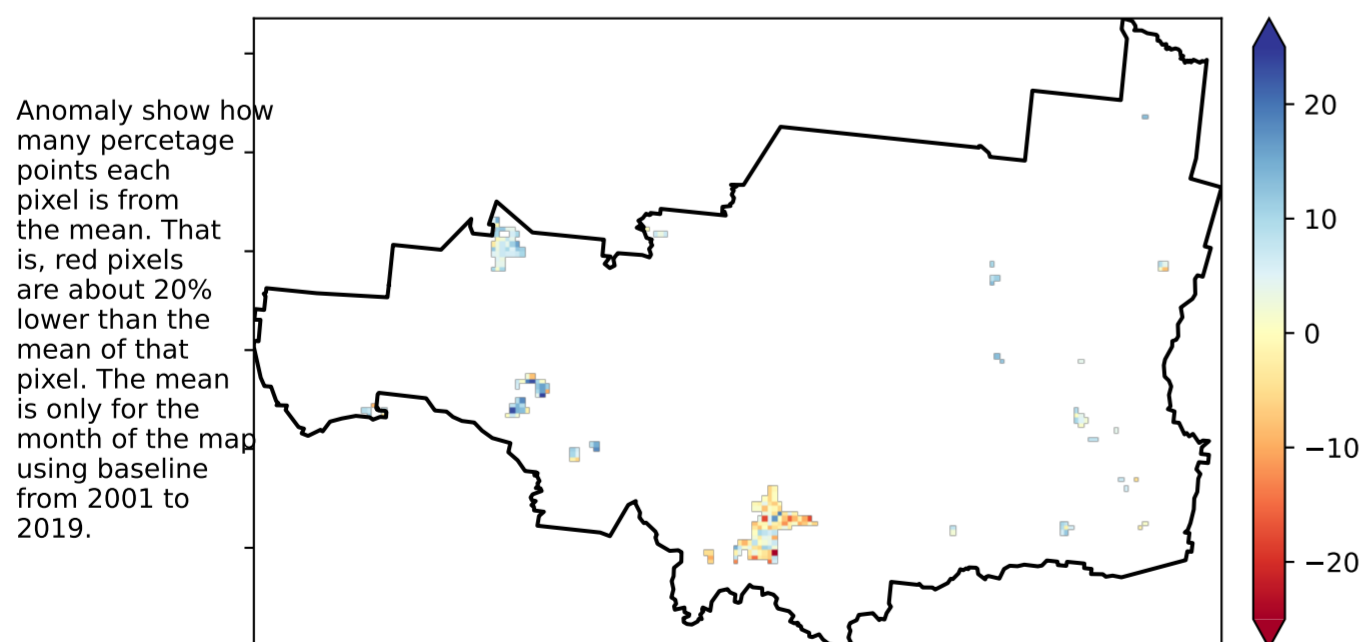 Anomaly show how
many percetage
points each
pixel is from
the mean. That
is, red pixels
are about 20%
lower than the
mean of that
pixel. The mean
is only for the
month of the map
using baseline
from 2001 to
2019.
20
10
0
−10
−20